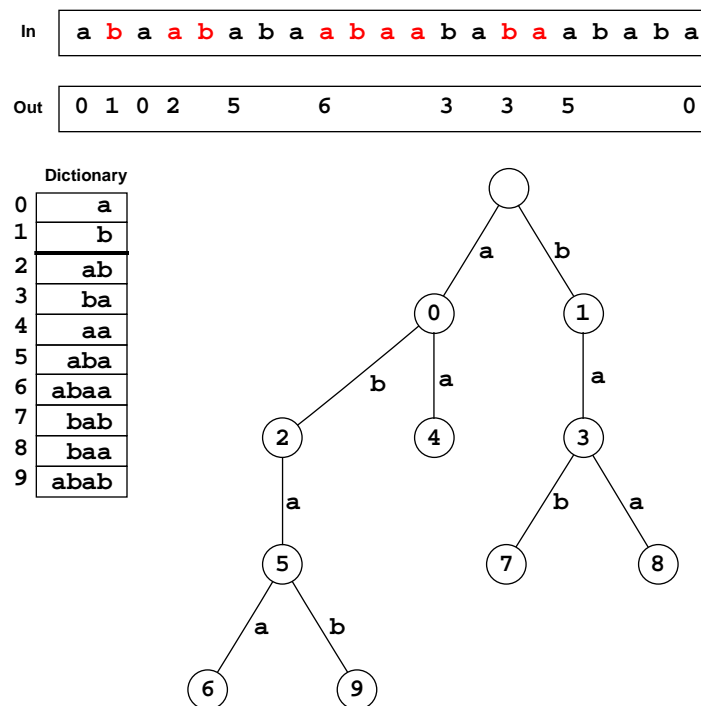 In a b a a b a b a a b a a b a b a a b a b a
Out 0 1 0 2 5 6 3 3 5 0
Dictionary
0 a
1 b
2 ab
3 ba
4 aa
5 aba
6 abaa
7 bab
8 baa
9 abab
a b
0 1
b a a
2 4 3
a b a
5 7 8
a b
6 9